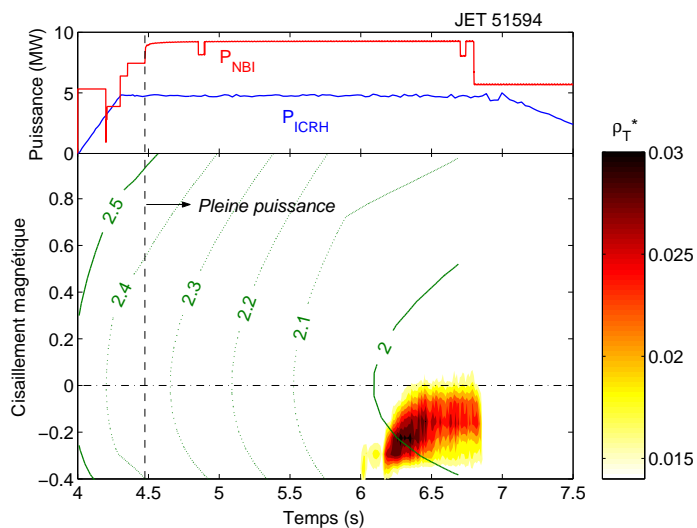 JET 51594
10
5
0
Puissance (MW)
P_NBI
P_ICRH
ρ_T*
0.03
0.025
0.02
0.015
0.8
0.6
0.4
0.2
0
−0.2
−0.4
Cisaillement magnétique
Pleine puissance
2.5
2.4
2.3
2.2
2.1
2
4 4.5 5 5.5 6 6.5 7 7.5
Temps (s)